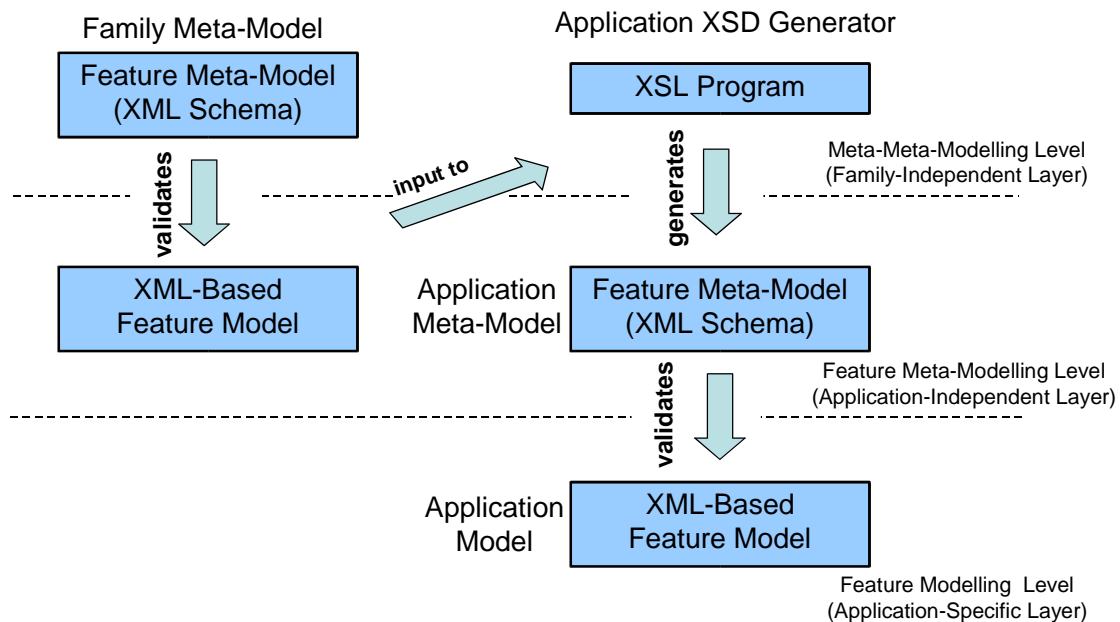 Family Meta-Model
Application XSD Generator
Feature Meta-Model
(XML Schema)
XSL Program
validates
input to
generates
Meta-Meta-Modelling Level
(Family-Independent Layer)
XML-Based
Feature Model
Application
Meta-Model
Feature Meta-Model
(XML Schema)
validates
Feature Meta-Modelling Level
(Application-Independent Layer)
Application
Model
XML-Based
Feature Model
Feature Modelling Level
(Application-Specific Layer)